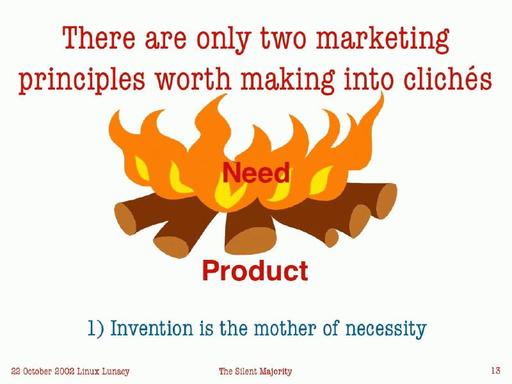 There are only two marketing
principles worth making into clichés
Need
Product
1) Invention is the mother of necessity
22 October 2002 Linux Lunacy
The Silent Majority
13